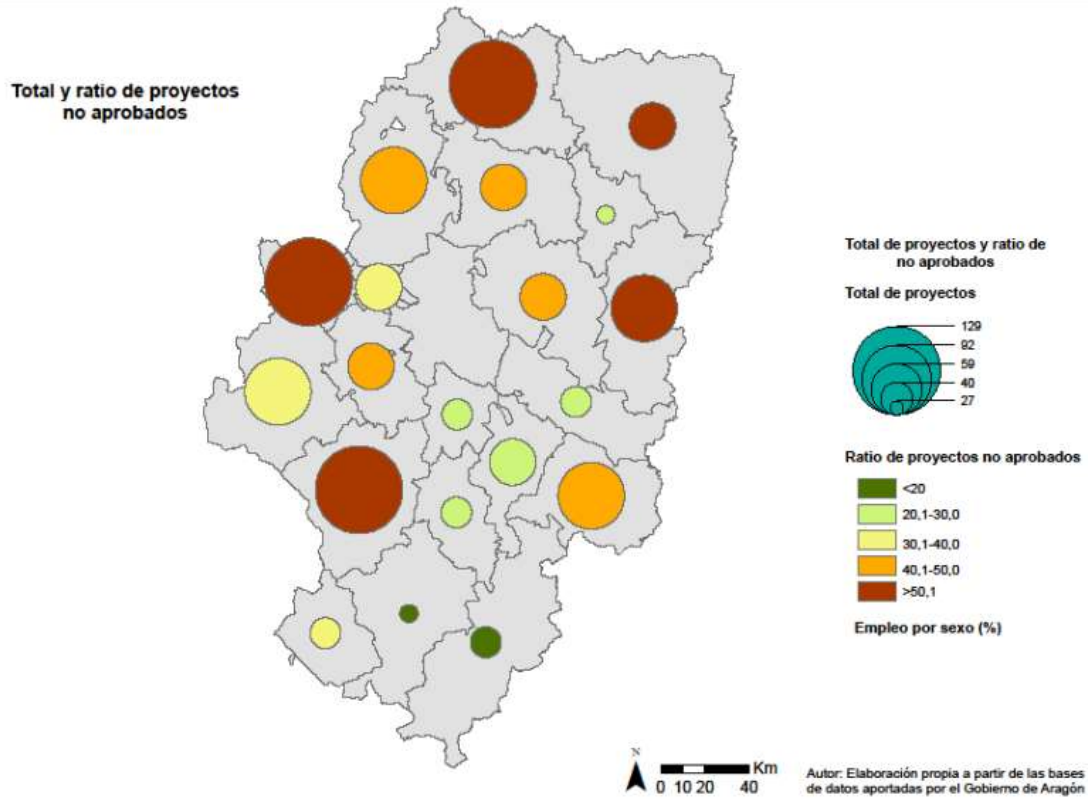 Total y ratio de proyectos
no aprobados
Total de proyectos y ratio de
no aprobados
Total de proyectos
129
92
59
40
27
Ratio de proyectos no aprobados
<20
20,1-30,0
30,1-40,0
40,1-50,0
>50,1
Empleo por sexo (%)
N
Km
0 10 20 40
Autor: Elaboración propia a partir de las bases
de datos aportadas por el Gobierno de Aragón